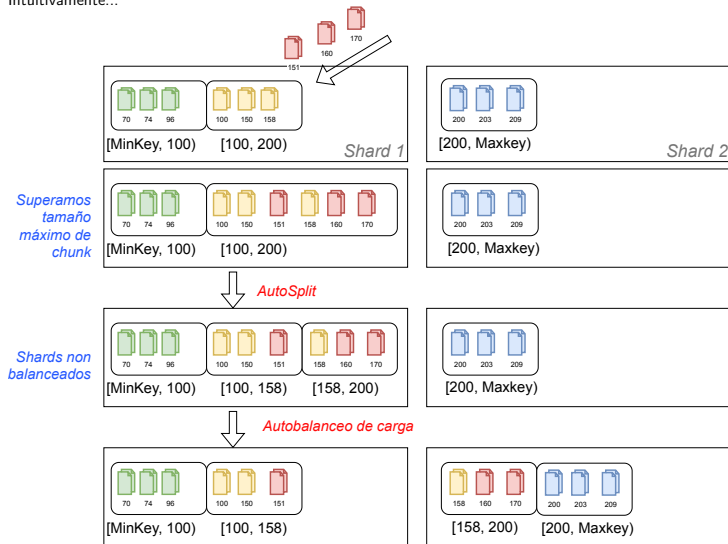 Intuitivamente...
151 160 170
70 74 96 100 150 158 200 203 209
[MinKey, 100) [100, 200) Shard 1 [200, Maxkey) Shard 2
Superamos
tamaño
máximo de
chunk
70 74 96 100 150 151 158 160 170 200 203 209
[MinKey, 100) [100, 200) [200, Maxkey)
AutoSplit
Shards non
balanceados
70 74 96 100 150 151 158 160 170 200 203 209
[MinKey, 100) [100, 158) [158, 200) [200, Maxkey)
Autobalanceo de carga
70 74 96 100 150 151 158 160 170 200 203 209
[MinKey, 100) [100, 158) [158, 200) [200, Maxkey)